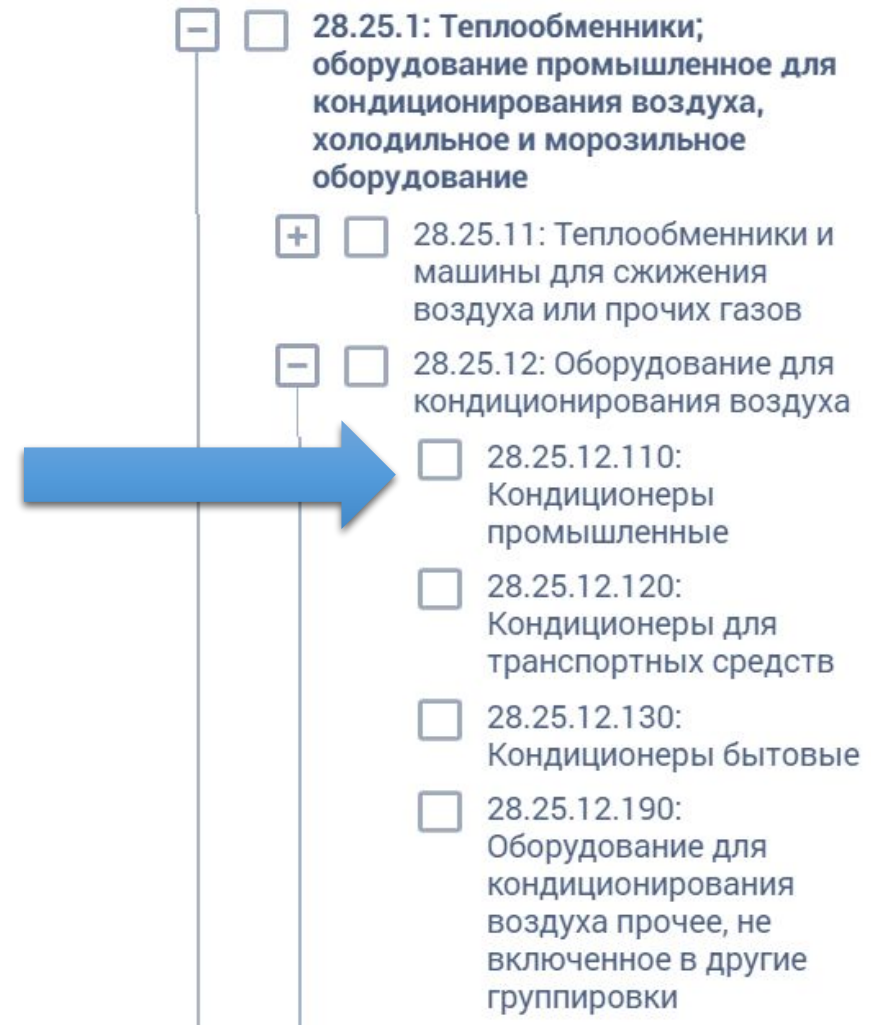 28.25.1: Теплообменники;
оборудование промышленное для
кондиционирования воздуха,
холодильное и морозильное
оборудование
28.25.11: Теплообменники и
машины для сжижения
воздуха или прочих газов
28.25.12: Оборудование для
кондиционирования воздуха
28.25.12.110:
Кондиционеры
промышленные
28.25.12.120:
Кондиционеры для
транспортных средств
28.25.12.130:
Кондиционеры бытовые
28.25.12.190:
Оборудование для
кондиционирования
воздуха прочее, не
включенное в другие
группировки